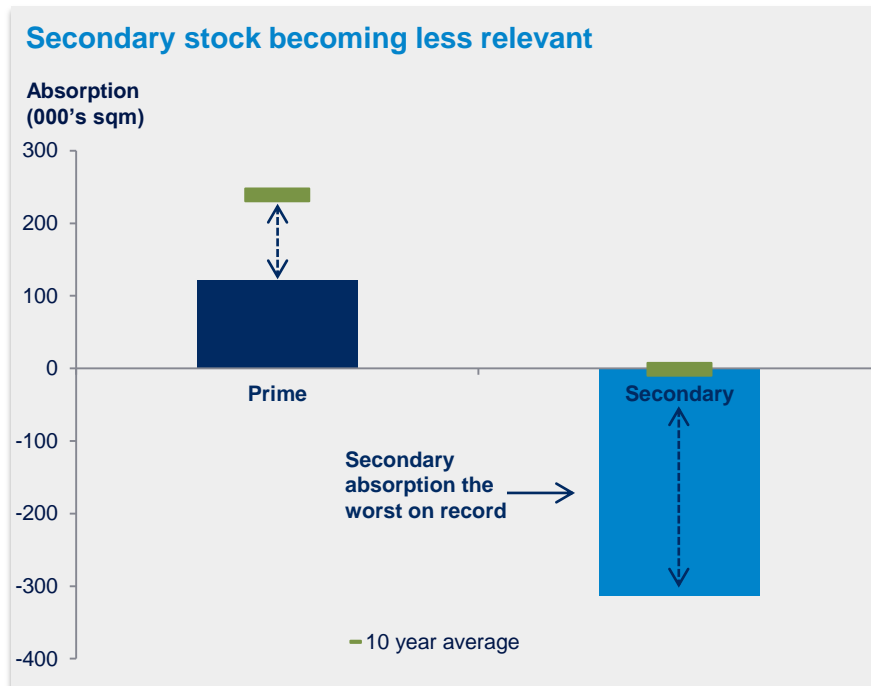 Secondary stock becoming less relevant
Absorption
(000’s sqm)
300
200
100
0
-100
-200
-300
-400
Prime
Secondary
Secondary
absorption the
worst on record
10 year average